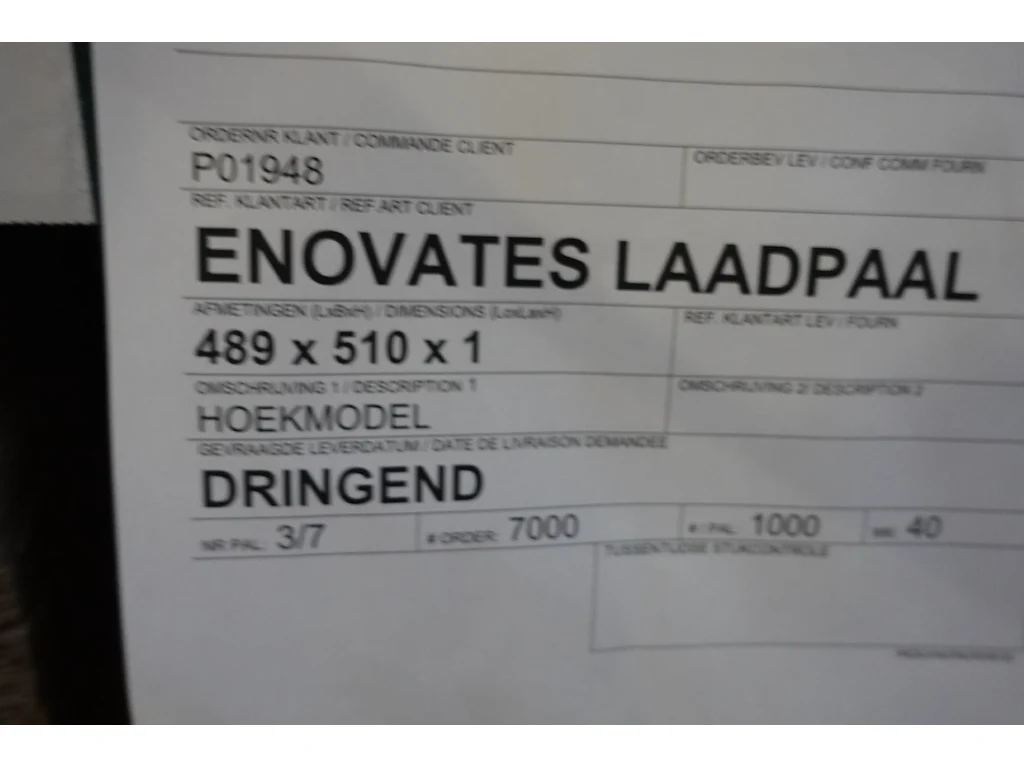 ORDERNR KLANT / COMMANDE CLIENT
ORDERBEV LEV / CONF COMM FOURN
P01948
REF. KLANTART / REF ART CLIENT
ENOVATES LAADPAAL
AFMETINGEN (LxBxH) / DIMENSIONS (LoxLaxH)
REF. KLANTART LEV / FOURN
489 x 510 x 1
OMSCHRIJVING 1 / DESCRIPTION 1
OMSCHRIJVING 2/ DESCRIPTION 2
HOEKMODEL
GEVRAAGDE LEVERDATUM / DATE DE LIVRAISON DEMANDEE
DRINGEND
NR PAL: 3/7 # ORDER: 7000 # / PAL: 1000 40
TUSSENTIJDSE STUKCONTROLE